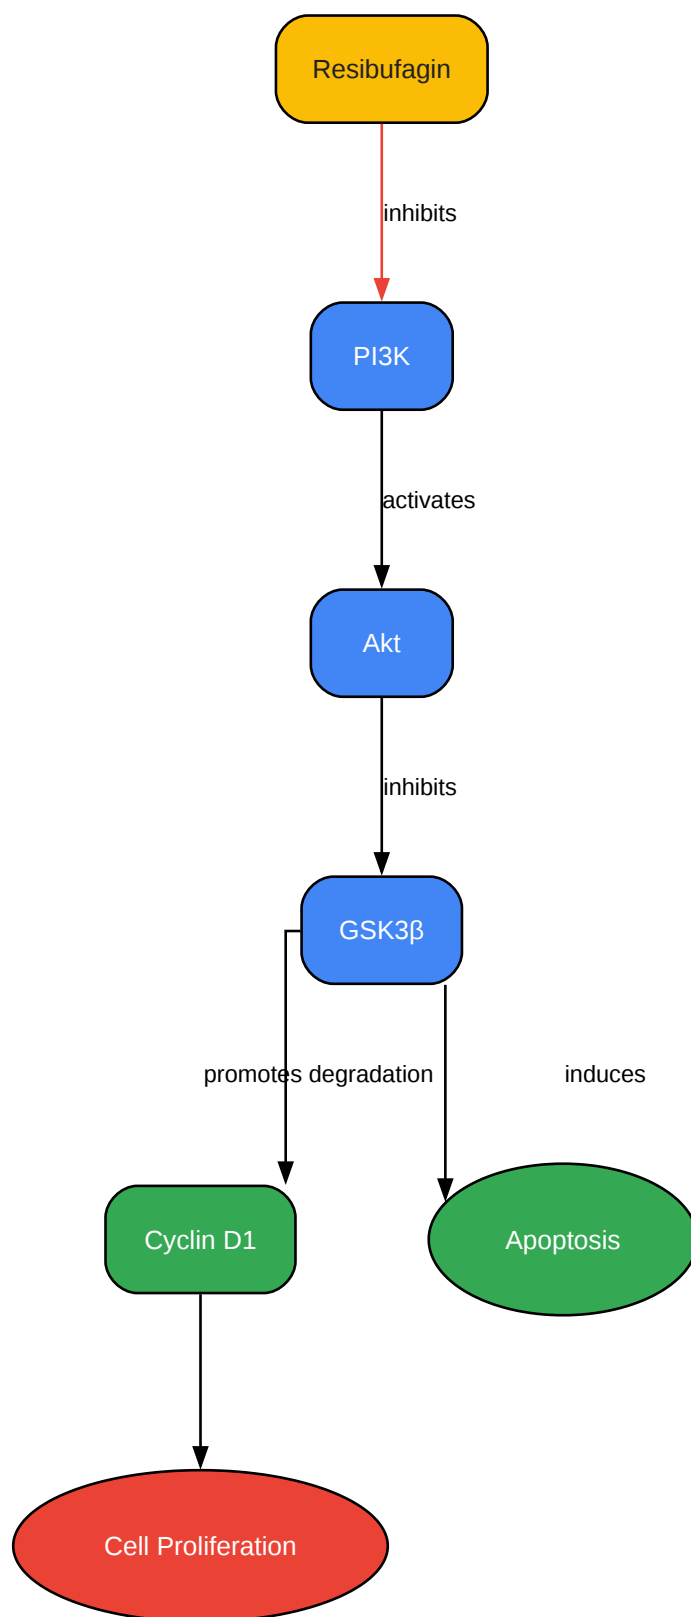 Resibufagin
inhibits
PI3K
activates
Akt
inhibits
GSK3β
promotes degradation
induces
Cyclin D1
Apoptosis
Cell Proliferation